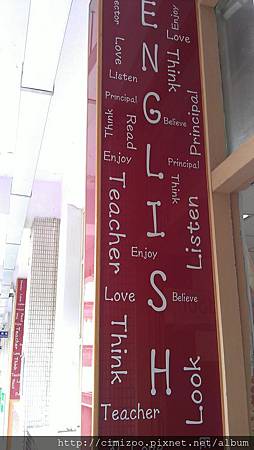 Enjoy
Love
Love
Think
Listen
Principal
Believe
Principal
Think
Read
Enjoy
Principal
Think
Teacher
Listen
Enjoy
Love
Believe
Think
Look
Teacher
ENGLISH
http://cimizoo.pixnet.net/album